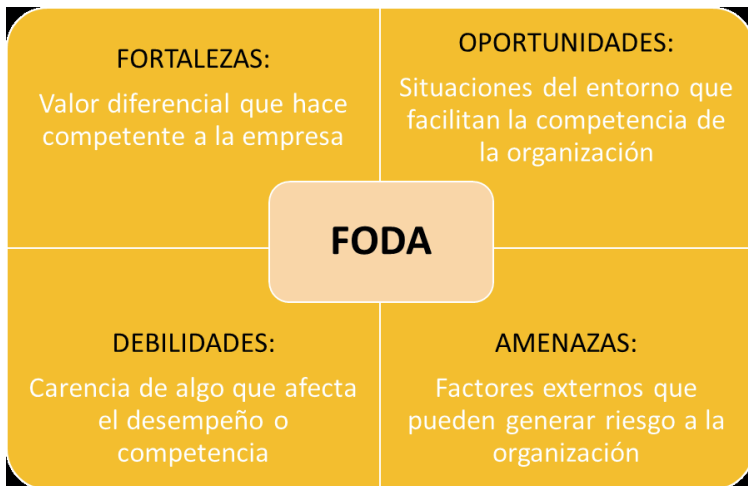 FORTALEZAS:
Valor diferencial que hace
competente a la empresa
OPORTUNIDADES:
Situaciones del entorno que
facilitan la competencia de
la organización
FODA
DEBILIDADES:
Carencia de algo que afecta
el desempeño o
competencia
AMENAZAS:
Factores externos que
pueden generar riesgo a la
organización